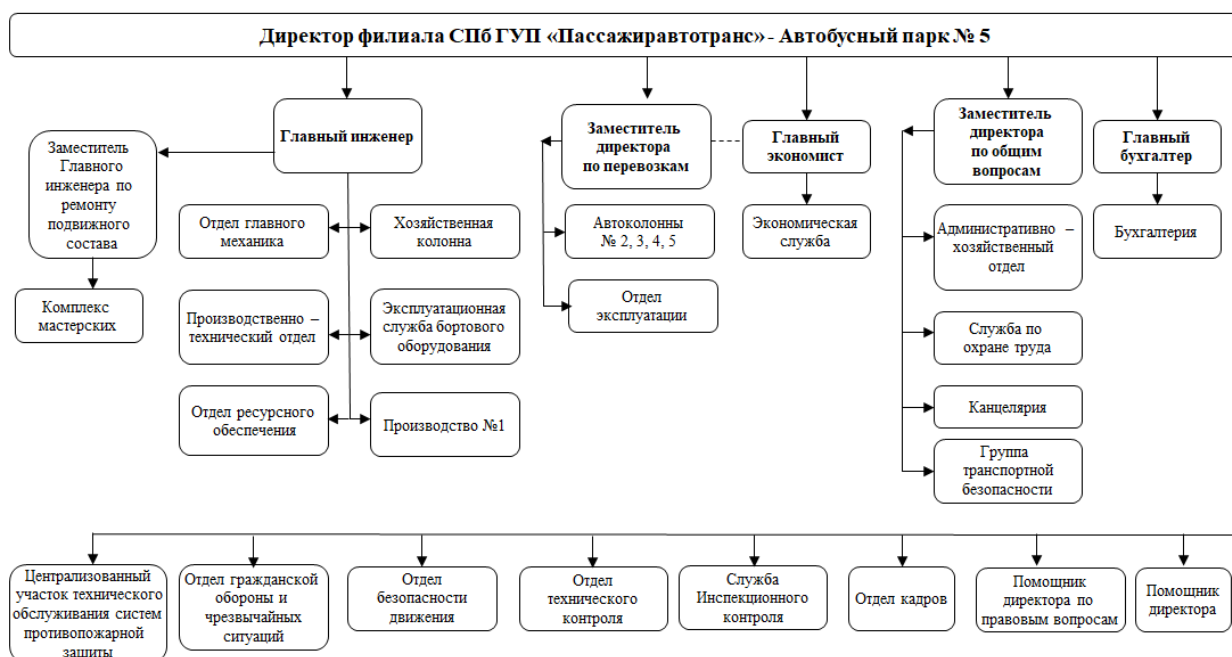 Директор филиала СПб ГУП «Пассажиравтотранс» - Автобусный парк № 5
Главный инженер
Заместитель
директора
по перевозкам
Главный
экономист
Заместитель
директора
по общим
вопросам
Главный
бухгалтер
Заместитель
Главного
инженера по
ремонту
подвижного
состава
Комплекс
мастерских
Отдел главного
механика
Хозяйственная
колонна
Производственно –
технический отдел
Эксплуатационная
служба бортового
оборудования
Отдел ресурсного
обеспечения
Производство №1
Автоколонны
№ 2, 3, 4, 5
Отдел
эксплуатации
Экономическая
служба
Административно –
хозяйственный
отдел
Служба по
охране труда
Канцелярия
Группа
транспортной
безопасности
Бухгалтерия
Централизованный
участок технического
обслуживания систем
противопожарной
защиты
Отдел гражданской
обороны и
чрезвычайных
ситуаций
Отдел
безопасности
движения
Отдел
технического
контроля
Служба
Инспекционного
контроля
Отдел кадров
Помощник
директора по
правовым вопросам
Помощник
директора